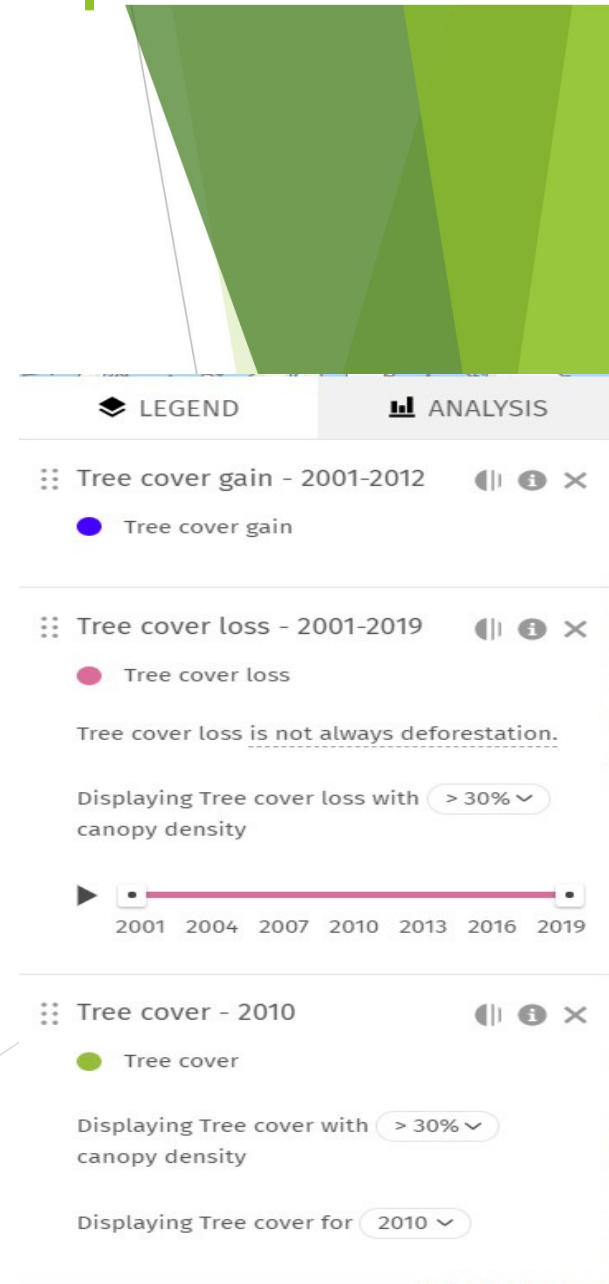 LEGEND ANALYSIS
Tree cover gain - 2001-2012
Tree cover gain
Tree cover loss - 2001-2019
Tree cover loss
Tree cover loss is not always deforestation.
Displaying Tree cover loss with > 30%
canopy density
2001 2004 2007 2010 2013 2016 2019
Tree cover - 2010
Tree cover
Displaying Tree cover with > 30%
canopy density
Displaying Tree cover for 2010